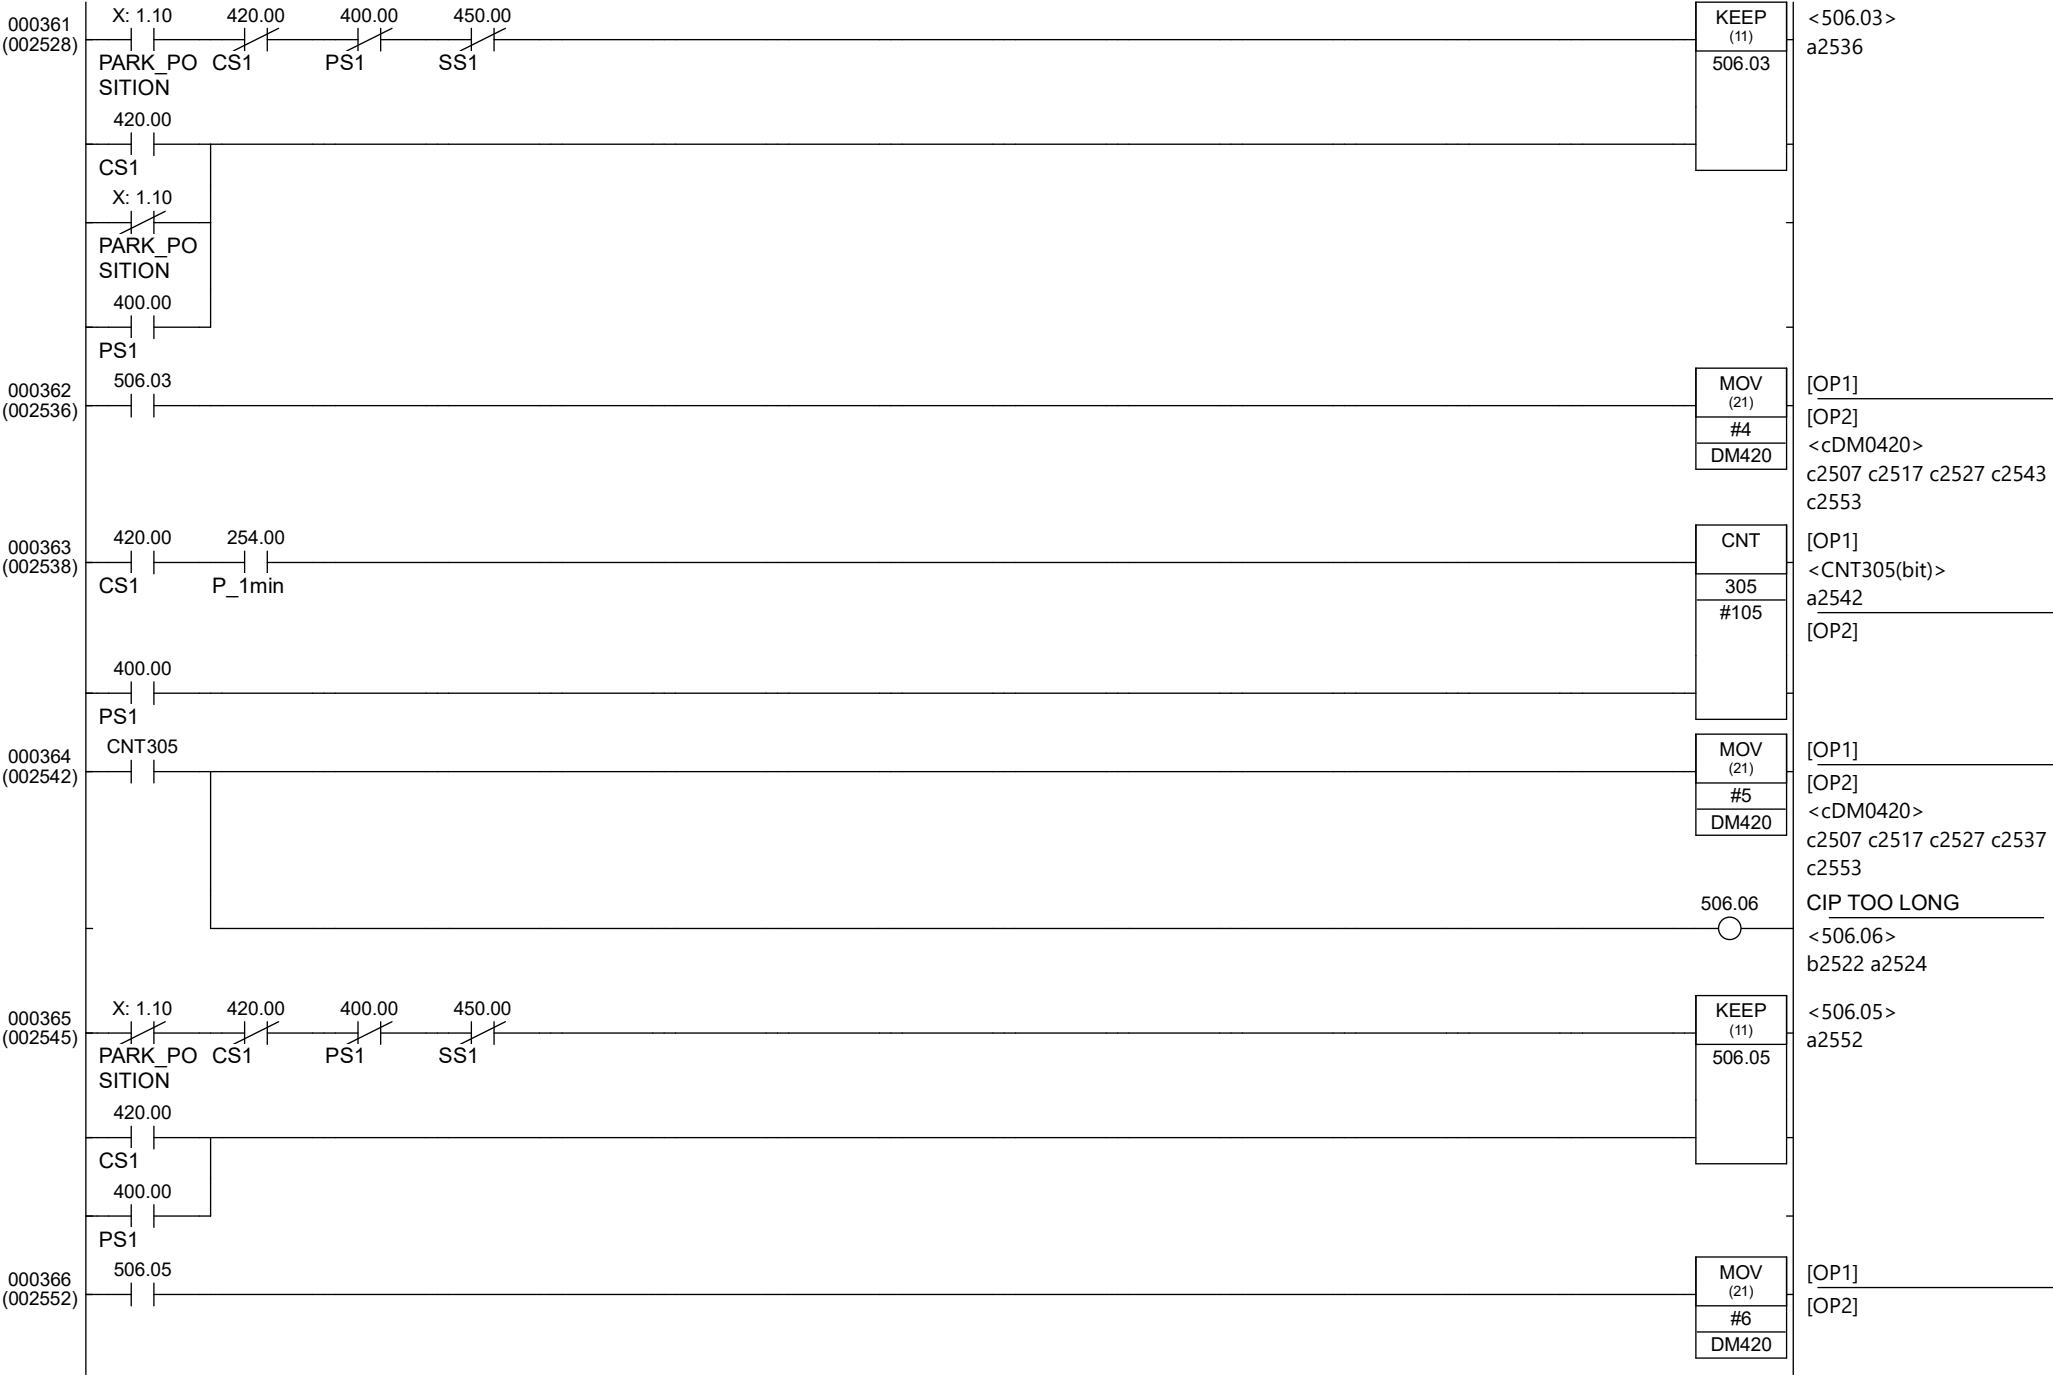 000361
(002528)
X: 1.10 420.00 400.00 450.00
PARK_PO CS1 PS1 SS1
SITION
KEEP
(11)
506.03
<506.03>
a2536
420.00
CS1
X: 1.10
PARK_PO
SITION
400.00
PS1
000362
(002536)
506.03
MOV
(21)
#4
DM420
[OP1]
[OP2]
<cDM0420>
c2507 c2517 c2527 c2543
c2553
000363
(002538)
420.00 254.00
CS1 P_1min
CNT
305
#105
[OP1]
<CNT305(bit)>
a2542
[OP2]
400.00
PS1
000364
(002542)
CNT305
MOV
(21)
#5
DM420
[OP1]
[OP2]
<cDM0420>
c2507 c2517 c2527 c2537
c2553
506.06
CIP TOO LONG
<506.06>
b2522 a2524
000365
(002545)
X: 1.10 420.00 400.00 450.00
PARK_PO CS1 PS1 SS1
SITION
KEEP
(11)
506.05
<506.05>
a2552
420.00
CS1
400.00
PS1
000366
(002552)
506.05
MOV
(21)
#6
DM420
[OP1]
[OP2]